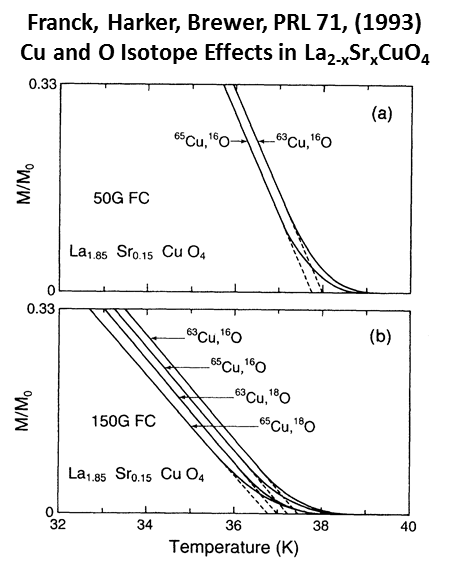 Franck, Harker, Brewer, PRL 71, (1993)
Cu and O Isotope Effects in La₂₋ₓSrₓCuO₄
0.33
(a)
⁶⁵Cu,¹⁶O
⁶³Cu,¹⁶O
M/M₀
50G FC
La₁.₈₅ Sr₀.₁₅ Cu O₄
0
0.33
(b)
⁶³Cu,¹⁶O
⁶⁵Cu,¹⁶O
⁶³Cu,¹⁸O
⁶⁵Cu,¹⁸O
M/M₀
150G FC
La₁.₈₅ Sr₀.₁₅ Cu O₄
0
32 34 36 38 40
Temperature (K)